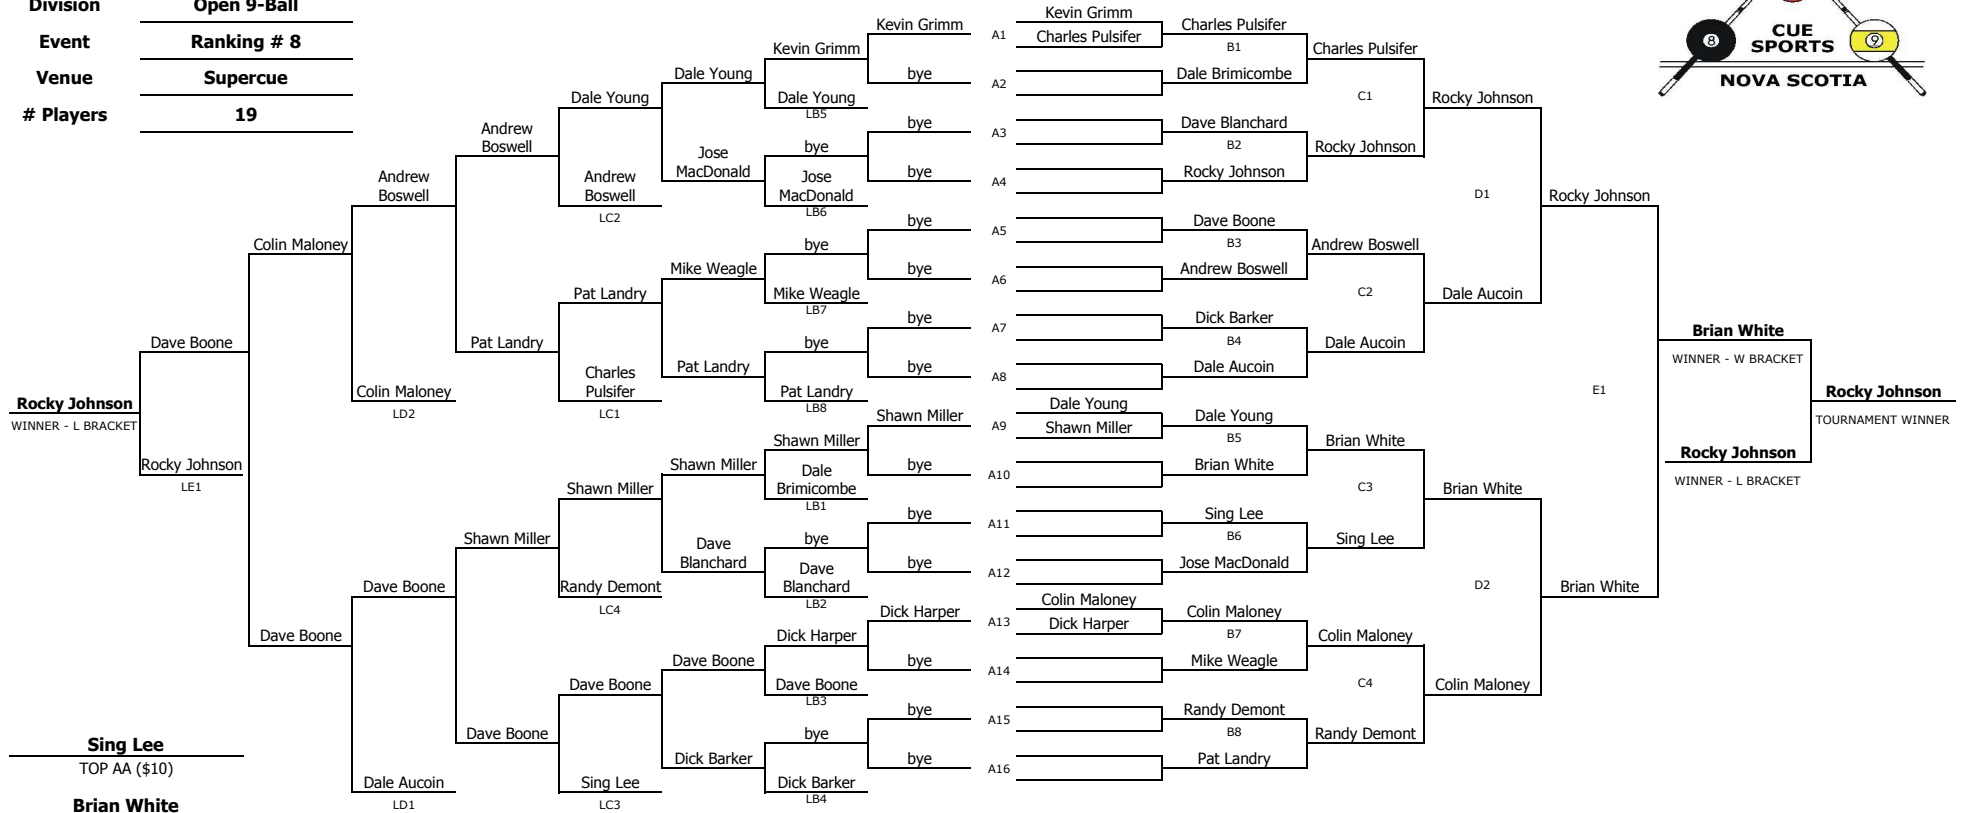 Division Open 9-Ball
Event Ranking # 8
Venue Supercue
# Players 19
8
9
CUE
SPORTS
NOVA SCOTIA
Rocky Johnson
WINNER - L BRACKET
Dave Boone
Rocky Johnson
LE1
Colin Maloney
Dave Boone
Andrew
Boswell
Colin Maloney
LD2
Dave Boone
Dale Aucoin
LD1
Andrew
Boswell
Pat Landry
Shawn Miller
Dave Boone
Dale Young
Andrew
Boswell
LC2
Pat Landry
Charles
Pulsifer
LC1
Shawn Miller
Randy Demont
LC4
Dave Boone
Sing Lee
LC3
Dale Young
Jose
MacDonald
Mike Weagle
Pat Landry
Shawn Miller
Dave
Blanchard
Dave Boone
Dick Barker
Kevin Grimm
Dale Young
LB5
bye
Jose
MacDonald
LB6
bye
Mike Weagle
LB7
bye
Pat Landry
LB8
Shawn Miller
Dale
Brimicombe
LB1
bye
Dave
Blanchard
LB2
Dick Harper
Dave Boone
LB3
bye
Dick Barker
LB4
Kevin Grimm
bye
bye
bye
bye
bye
bye
bye
Shawn Miller
bye
bye
bye
Dick Harper
bye
bye
bye
A1
A2
A3
A4
A5
A6
A7
A8
A9
A10
A11
A12
A13
A14
A15
A16
Kevin Grimm
Charles Pulsifer
Dale Young
Shawn Miller
Colin Maloney
Dick Harper
Charles Pulsifer
B1
Dale Brimicombe
Dave Blanchard
B2
Rocky Johnson
Dave Boone
B3
Andrew Boswell
Dick Barker
B4
Dale Aucoin
Dale Young
B5
Brian White
Sing Lee
B6
Jose MacDonald
Colin Maloney
B7
Mike Weagle
Randy Demont
B8
Pat Landry
Charles Pulsifer
C1
Rocky Johnson
Andrew Boswell
C2
Dale Aucoin
Brian White
C3
Sing Lee
Colin Maloney
C4
Randy Demont
Rocky Johnson
D1
Dale Aucoin
Brian White
D2
Colin Maloney
Rocky Johnson
E1
Brian White
Brian White
WINNER - W BRACKET
Rocky Johnson
WINNER - L BRACKET
Rocky Johnson
TOURNAMENT WINNER
Sing Lee
TOP AA ($10)
Brian White